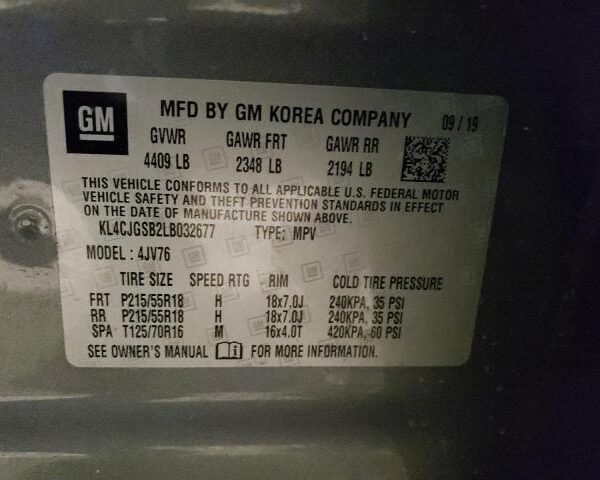 GM
MFD BY GM KOREA COMPANY 09 / 19
GVWR GAWR FRT GAWR RR
4409 LB 2348 LB 2194 LB
THIS VEHICLE CONFORMS TO ALL APPLICABLE U.S. FEDERAL MOTOR
VEHICLE SAFETY AND THEFT PREVENTION STANDARDS IN EFFECT
ON THE DATE OF MANUFACTURE SHOWN ABOVE.
KL4CJGSB2LB032677 TYPE: MPV
MODEL : 4JV76
TIRE SIZE SPEED RTG RIM COLD TIRE PRESSURE
FRT P215/55R18 H 18x7.0J 240KPA, 35 PSI
RR P215/55R18 H 18x7.0J 240KPA, 35 PSI
SPA T125/70R16 M 16x4.0T 420KPA, 60 PSI
SEE OWNER'S MANUAL FOR MORE INFORMATION.